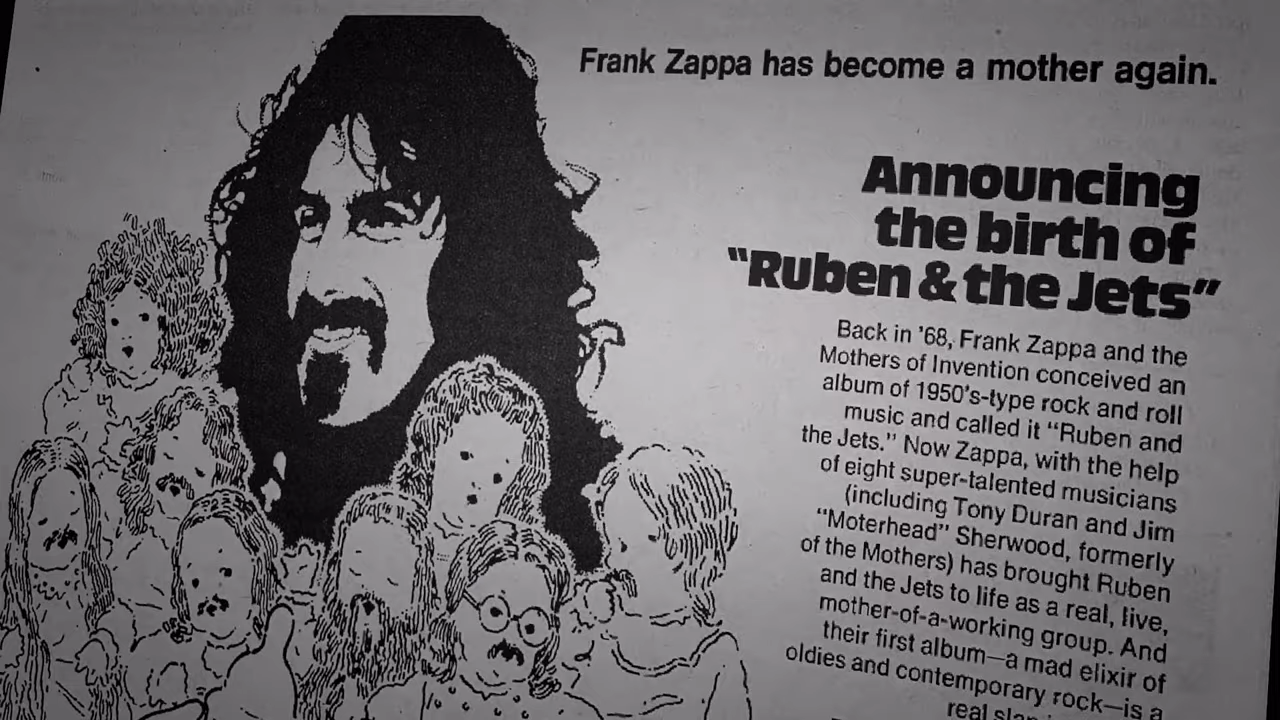 Frank Zappa has become a mother again.
Announcing
the birth of
"Ruben & the Jets"
Back in '68, Frank Zappa and the
Mothers of Invention conceived an
album of 1950's-type rock and roll
music and called it "Ruben and
the Jets." Now Zappa, with the help
of eight super-talented musicians
(including Tony Duran and Jim
"Moterhead" Sherwood, formerly
of the Mothers) has brought Ruben
and the Jets to life as a real, live,
mother-of-a-working group. And
their first album—a mad elixir of
oldies and contemporary rock—is a
real